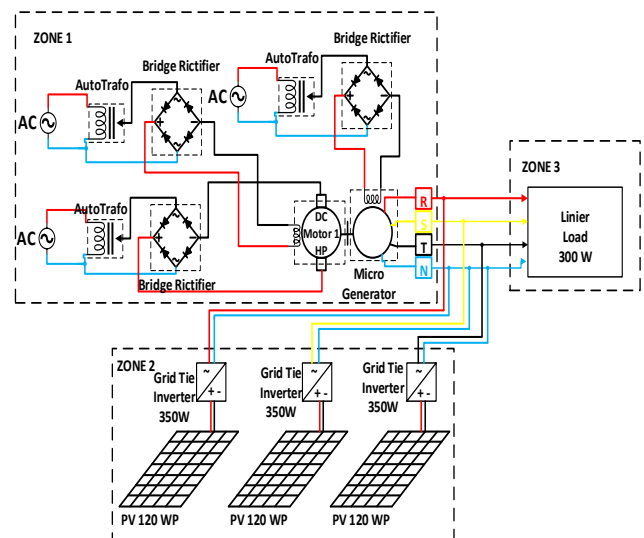 ZONE 1
Bridge Rictifier
AutoTrafo
AC
Bridge Rictifier
AutoTrafo
AC
AutoTrafo
AC
Bridge Rictifier
DC
Motor 1
HP
Micro
Generator
R
S
T
N
ZONE 3
Linier
Load
300 W
ZONE 2
Grid Tie
Inverter
350W
~
+ -
Grid Tie
Inverter
350W
~
+ -
Grid Tie
Inverter
350W
~
+ -
PV 120 WP
PV 120 WP
PV 120 WP